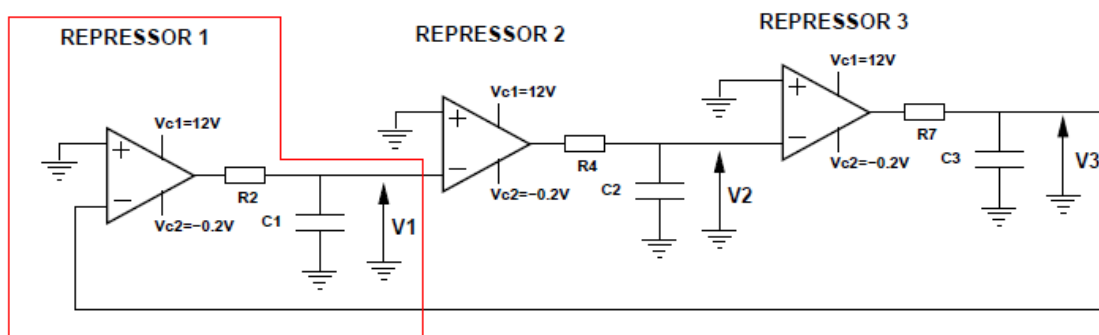 REPRESSOR 1
REPRESSOR 2
REPRESSOR 3
+
Vc1=12V
−
Vc2=−0.2V
R2
C1
V1
+
Vc1=12V
−
Vc2=−0.2V
R4
C2
V2
+
Vc1=12V
−
Vc2=−0.2V
R7
C3
V3